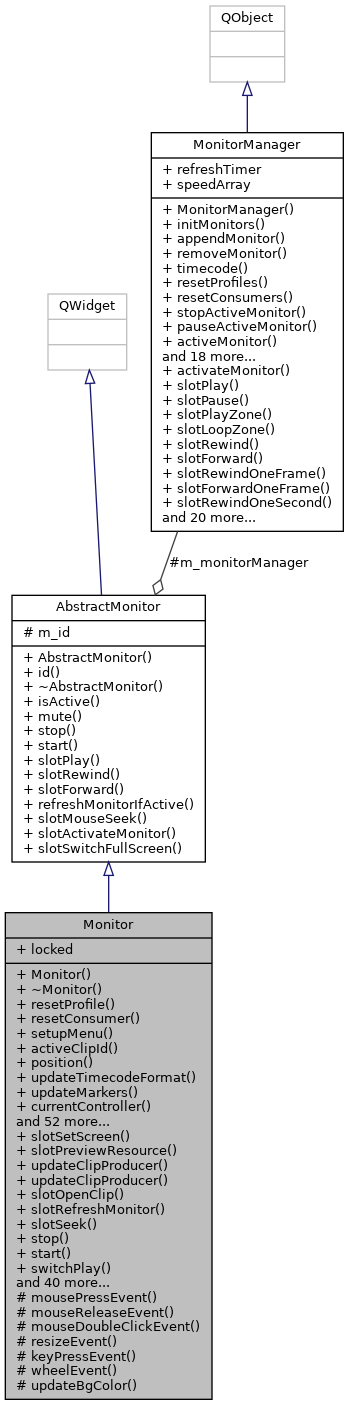 QObject
MonitorManager
+ refreshTimer
+ speedArray
+ MonitorManager()
+ initMonitors()
+ appendMonitor()
+ removeMonitor()
+ timecode()
+ resetProfiles()
+ resetConsumers()
+ stopActiveMonitor()
+ pauseActiveMonitor()
+ activeMonitor()
and 18 more...
+ activateMonitor()
+ slotPlay()
+ slotPause()
+ slotPlayZone()
+ slotLoopZone()
+ slotRewind()
+ slotForward()
+ slotRewindOneFrame()
+ slotForwardOneFrame()
+ slotRewindOneSecond()
and 20 more...
QWidget
#m_monitorManager
AbstractMonitor
# m_id
+ AbstractMonitor()
+ id()
+ ~AbstractMonitor()
+ isActive()
+ mute()
+ stop()
+ start()
+ slotPlay()
+ slotRewind()
+ slotForward()
+ refreshMonitorIfActive()
+ slotMouseSeek()
+ slotActivateMonitor()
+ slotSwitchFullScreen()
Monitor
+ locked
+ Monitor()
+ ~Monitor()
+ resetProfile()
+ resetConsumer()
+ setupMenu()
+ activeClipId()
+ position()
+ updateTimecodeFormat()
+ updateMarkers()
+ currentController()
and 52 more...
+ slotSetScreen()
+ slotPreviewResource()
+ updateClipProducer()
+ updateClipProducer()
+ slotOpenClip()
+ slotRefreshMonitor()
+ slotSeek()
+ stop()
+ start()
+ switchPlay()
and 40 more...
# mousePressEvent()
# mouseReleaseEvent()
# mouseDoubleClickEvent()
# resizeEvent()
# keyPressEvent()
# wheelEvent()
# updateBgColor()